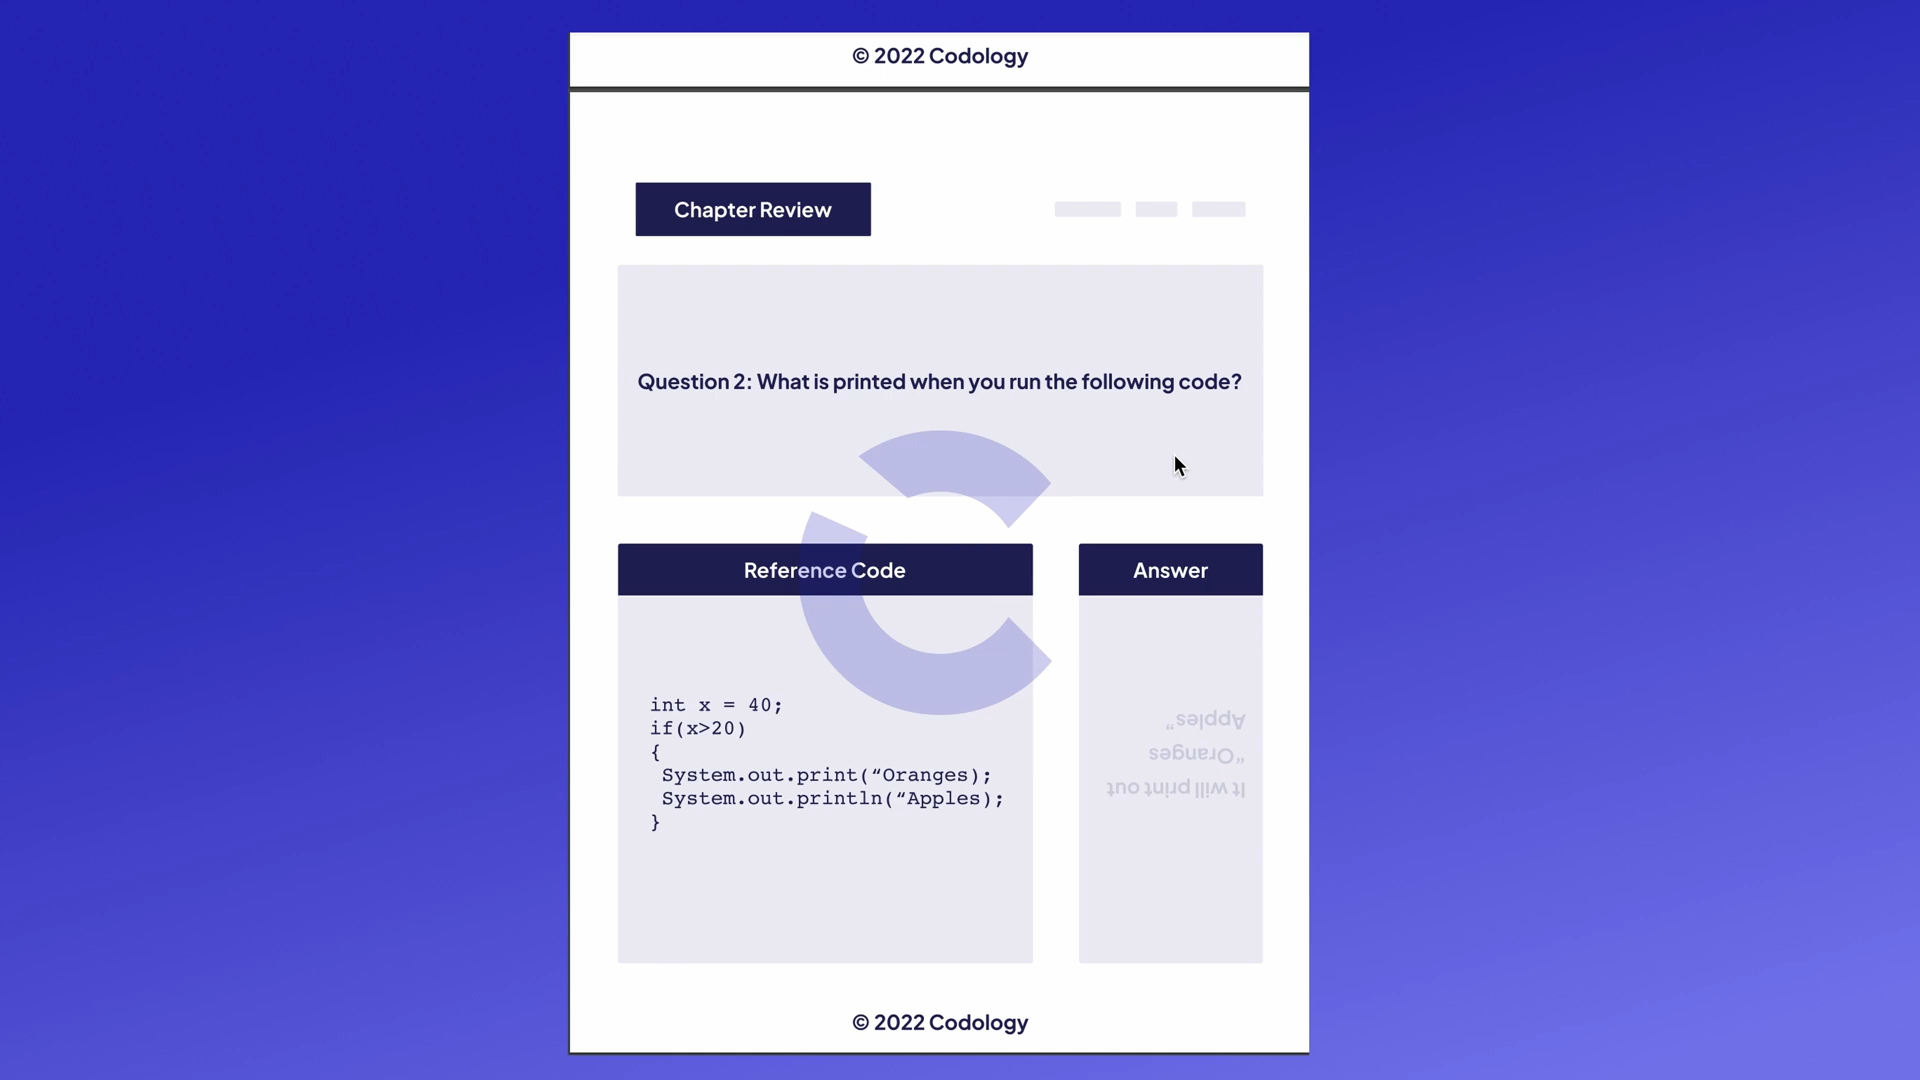 © 2022 Codology
Chapter Review
Question 2: What is printed when you run the following code?
Reference Code
Answer
int x = 40;
if(x>20)
{
System.out.print(“Oranges);
System.out.println(“Apples);
}
It will print out
“Oranges
Apples”
© 2022 Codology